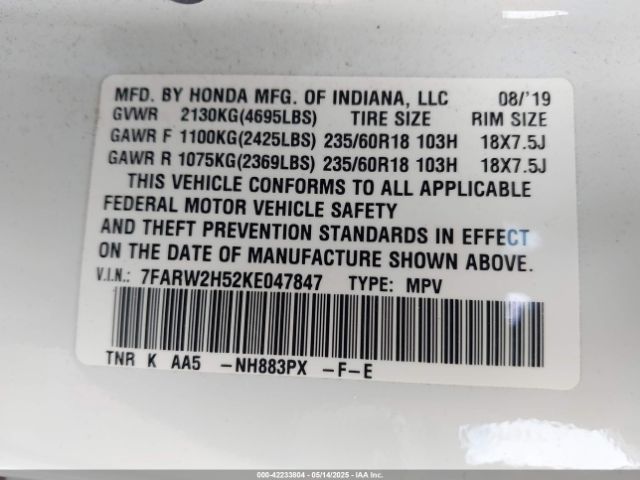 MFD. BY HONDA MFG. OF INDIANA, LLC 08/'19
GVWR 2130KG(4695LBS) TIRE SIZE RIM SIZE
GAWR F 1100KG(2425LBS) 235/60R18 103H 18X7.5J
GAWR R 1075KG(2369LBS) 235/60R18 103H 18X7.5J
THIS VEHICLE CONFORMS TO ALL APPLICABLE
FEDERAL MOTOR VEHICLE SAFETY
AND THEFT PREVENTION STANDARDS IN EFFECT
ON THE DATE OF MANUFACTURE SHOWN ABOVE.
V.I.N.: 7FARW2H52KE047847 TYPE: MPV
TNR K AA5 -NH883PX -F-E
000-42233804 - 05/14/2025 - IAA Inc.